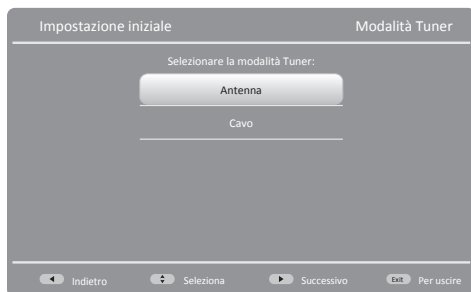 Impostazione iniziale Modalità Tuner
Selezionare la modalità Tuner:
Antenna
Cavo
Indietro Seleziona Successivo Exit Per uscire